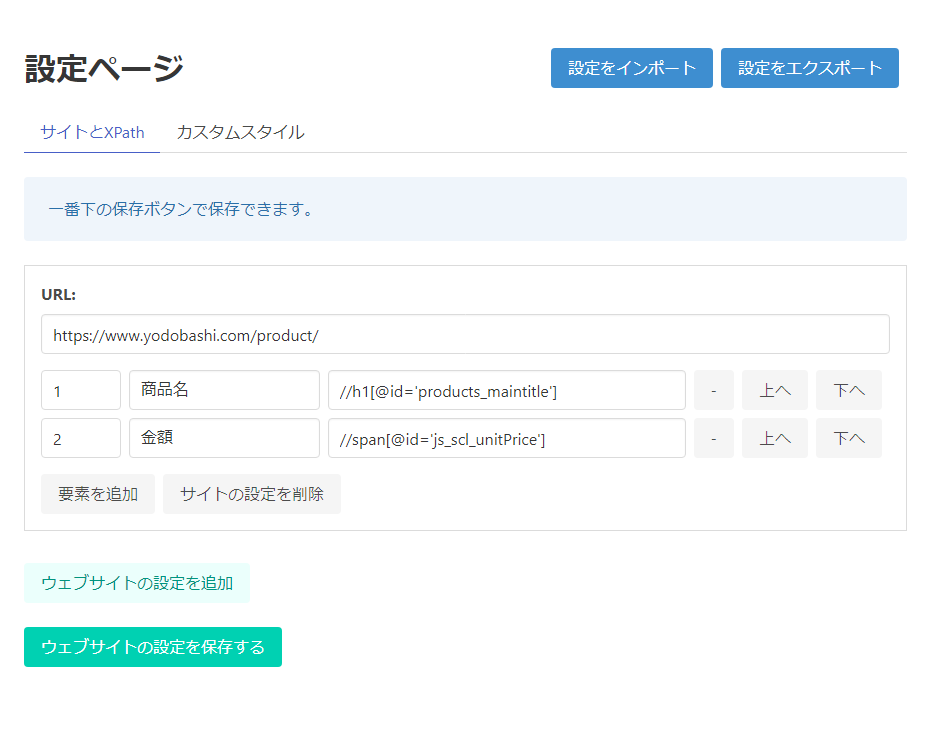 設定ページ 設定をインポート 設定をエクスポート
サイトとXPath カスタムスタイル
一番下の保存ボタンで保存できます。
URL:
https://www.yodobashi.com/product/
1 商品名 //h1[@id='products_maintitle'] - 上へ 下へ
2 金額 //span[@id='js_scl_unitPrice'] - 上へ 下へ
要素を追加 サイトの設定を削除
ウェブサイトの設定を追加
ウェブサイトの設定を保存する